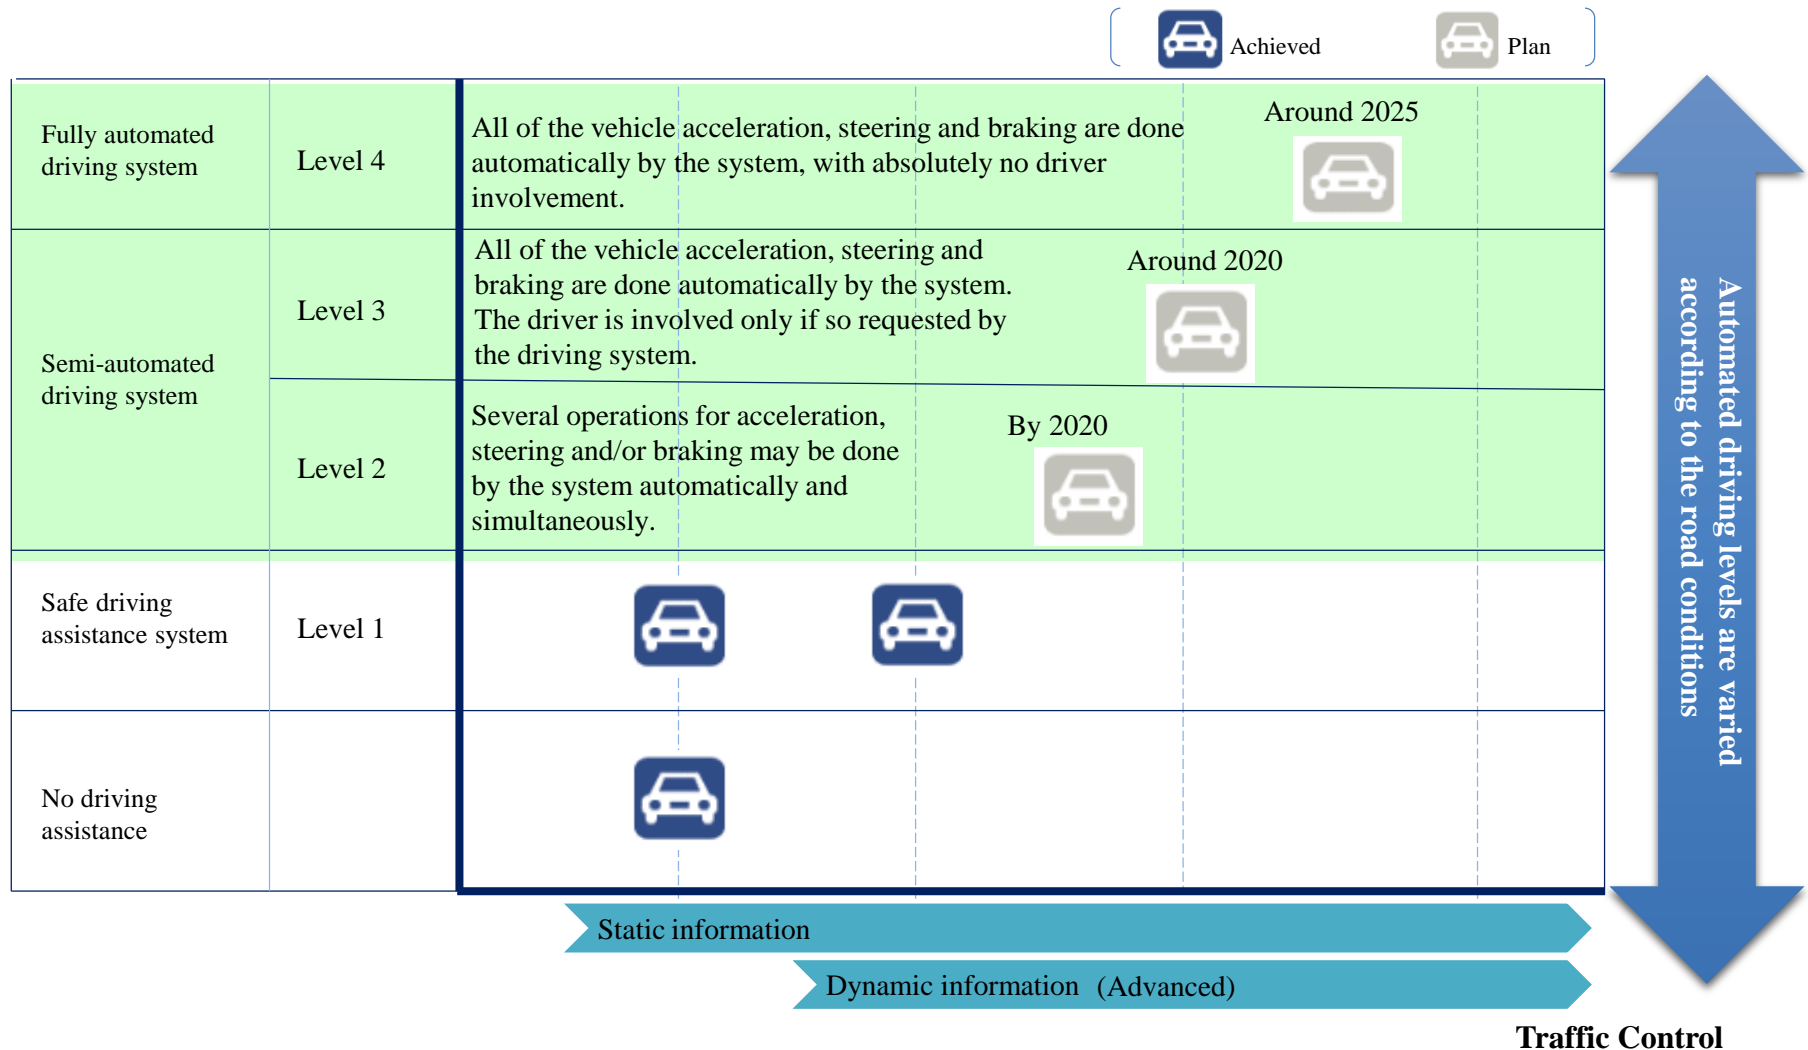 Achieved
Plan
Fully automated
driving system
Level 4
All of the vehicle acceleration, steering and braking are done
automatically by the system, with absolutely no driver
involvement.
Around 2025
Semi-automated
driving system
Level 3
All of the vehicle acceleration, steering and
braking are done automatically by the system.
The driver is involved only if so requested by
the driving system.
Around 2020
Level 2
Several operations for acceleration,
steering and/or braking may be done
by the system automatically and
simultaneously.
By 2020
Safe driving
assistance system
Level 1
No driving
assistance
Automated driving levels are varied
according to the road conditions
Static information
Dynamic information (Advanced)
Traffic Control